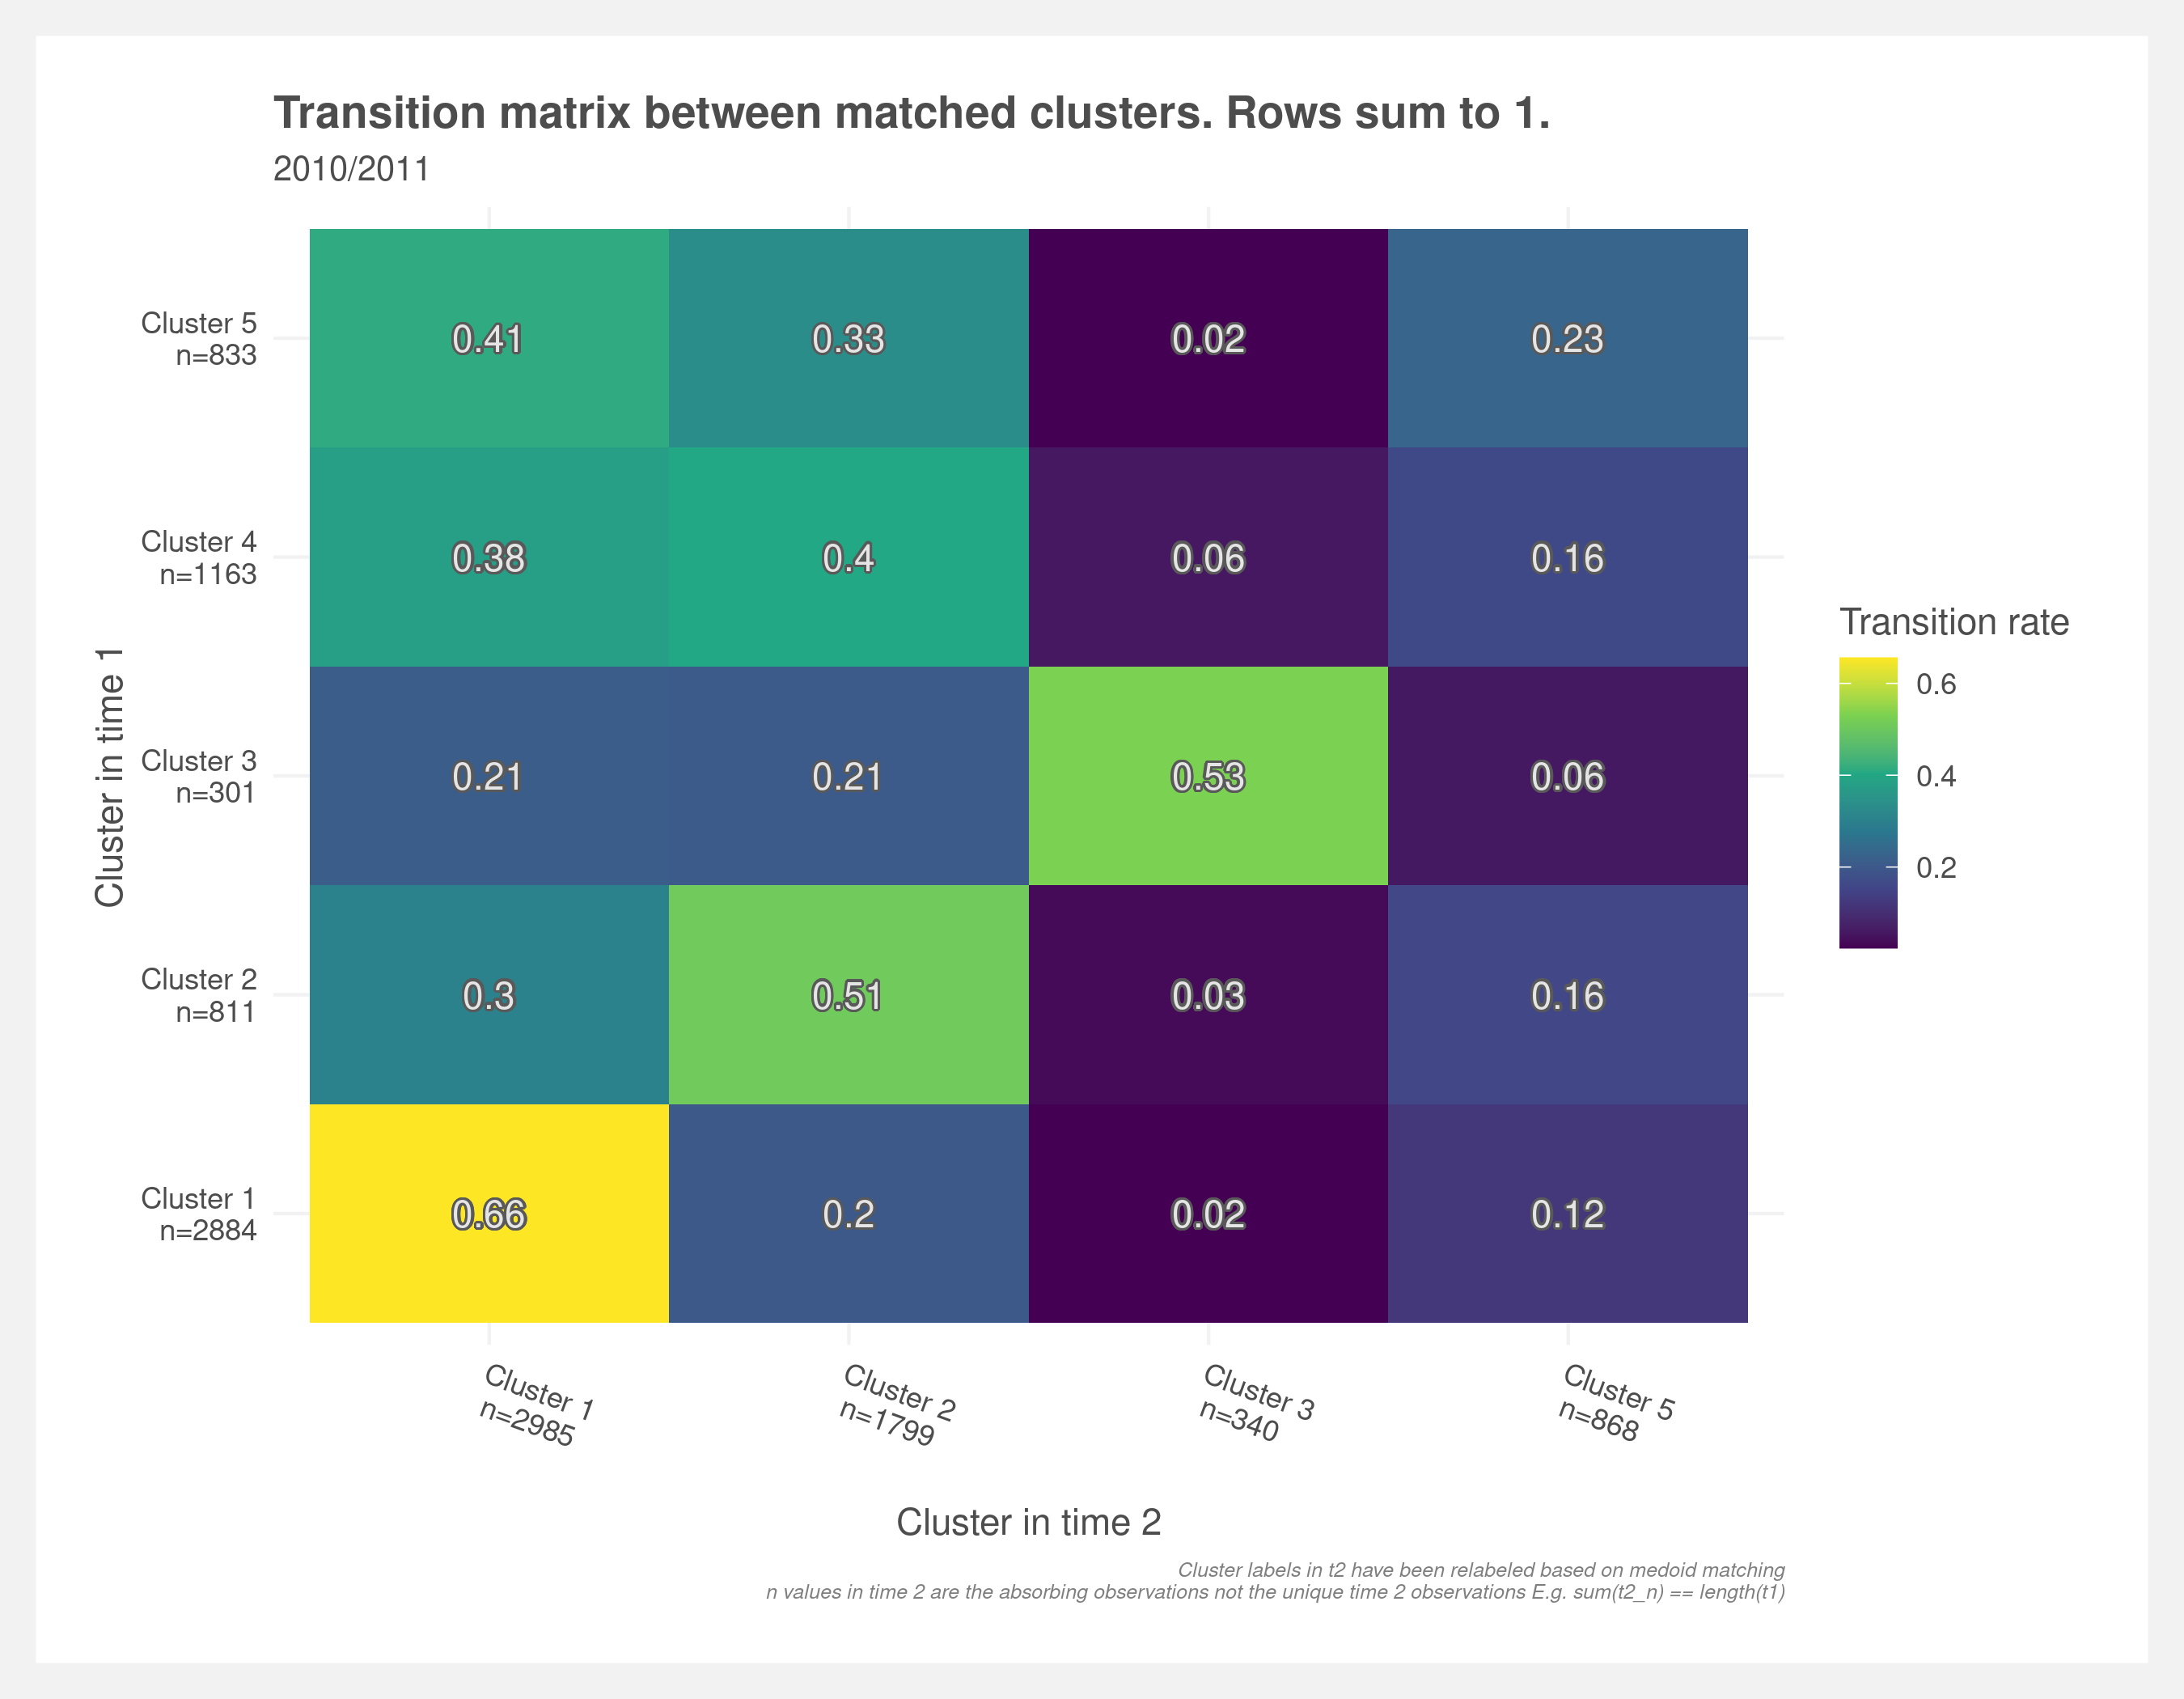 Transition matrix between matched clusters. Rows sum to 1.
2010/2011
Cluster in time 1
Cluster 5
n=833
0.41 0.33 0.02 0.23
Cluster 4
n=1163
0.38 0.4 0.06 0.16
Cluster 3
n=301
0.21 0.21 0.53 0.06
Cluster 2
n=811
0.3 0.51 0.03 0.16
Cluster 1
n=2884
0.66 0.2 0.02 0.12
Cluster 1
n=2985
Cluster 2
n=1799
Cluster 3
n=340
Cluster 5
n=868
Cluster in time 2
Transition rate
0.6
0.4
0.2
Cluster labels in t2 have been relabeled based on medoid matching
n values in time 2 are the absorbing observations not the unique time 2 observations E.g. sum(t2_n) == length(t1)